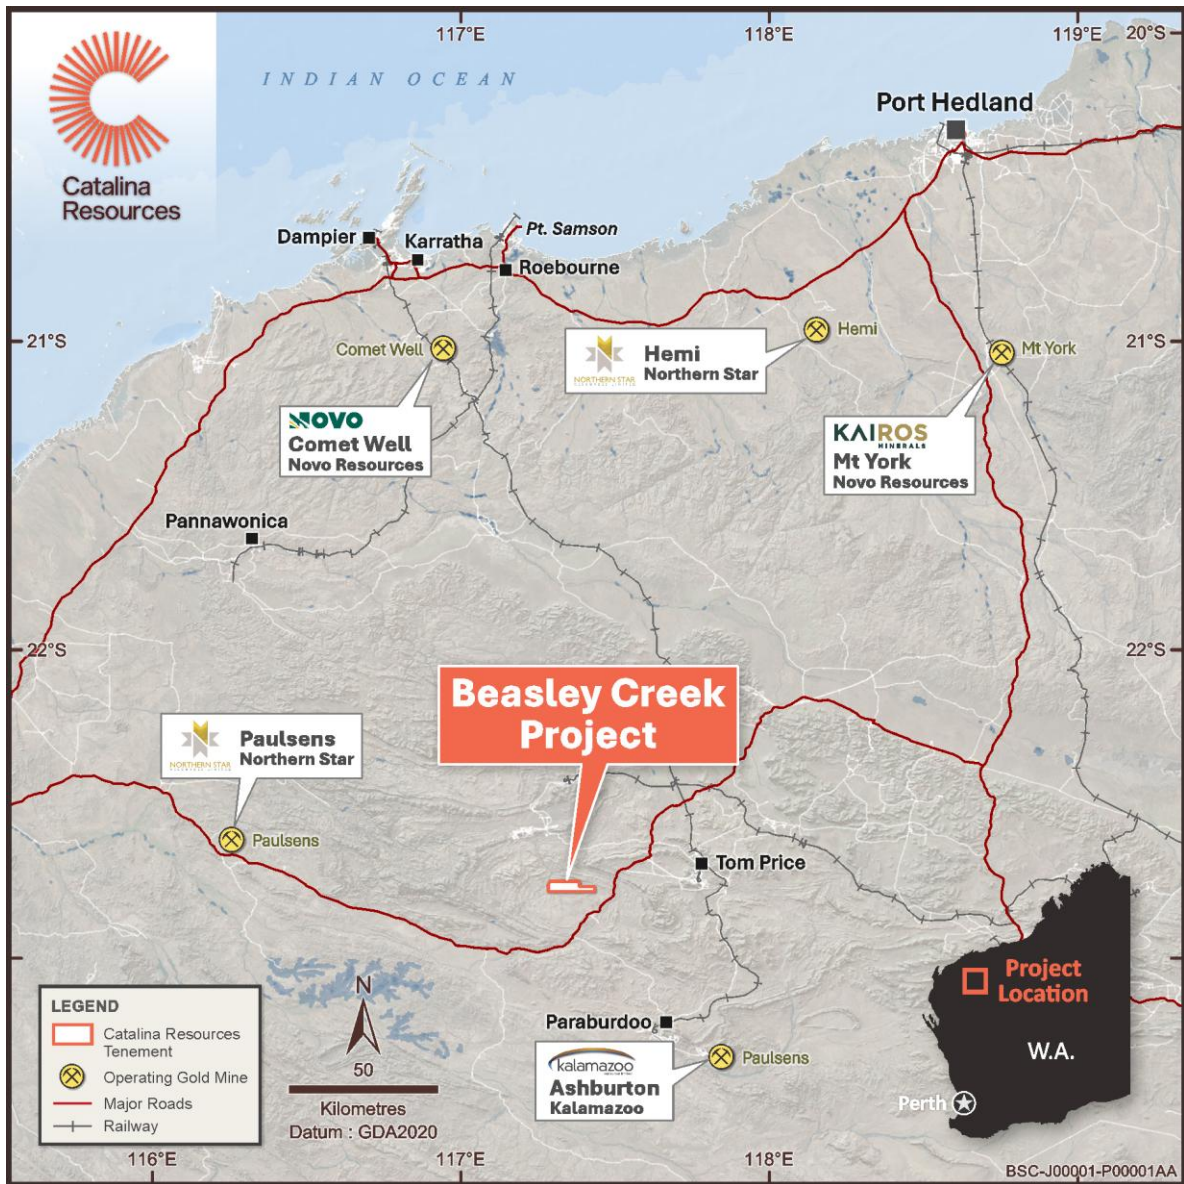 117°E
118°E
119°E
20°S
Catalina
Resources
INDIAN OCEAN
Port Hedland
Dampier
Karratha
Pt. Samson
Roebourne
21°S
21°S
Comet Well
NOVO
Comet Well
Novo Resources
NORTHERN STAR
Hemi
Northern Star
Hemi
Mt York
KAIROS
MINERALS
Mt York
Novo Resources
Pannawonica
22°S
22°S
Beasley Creek
Project
NORTHERN STAR
Paulsens
Northern Star
Paulsens
Tom Price
Paraburdoo
kalamazoo
Ashburton
Kalamazoo
Paulsens
LEGEND
Catalina Resources
Tenement
Operating Gold Mine
Major Roads
Railway
N
50
Kilometres
Datum : GDA2020
Project
Location
W.A.
Perth
116°E
117°E
118°E
BSC-J00001-P00001AA